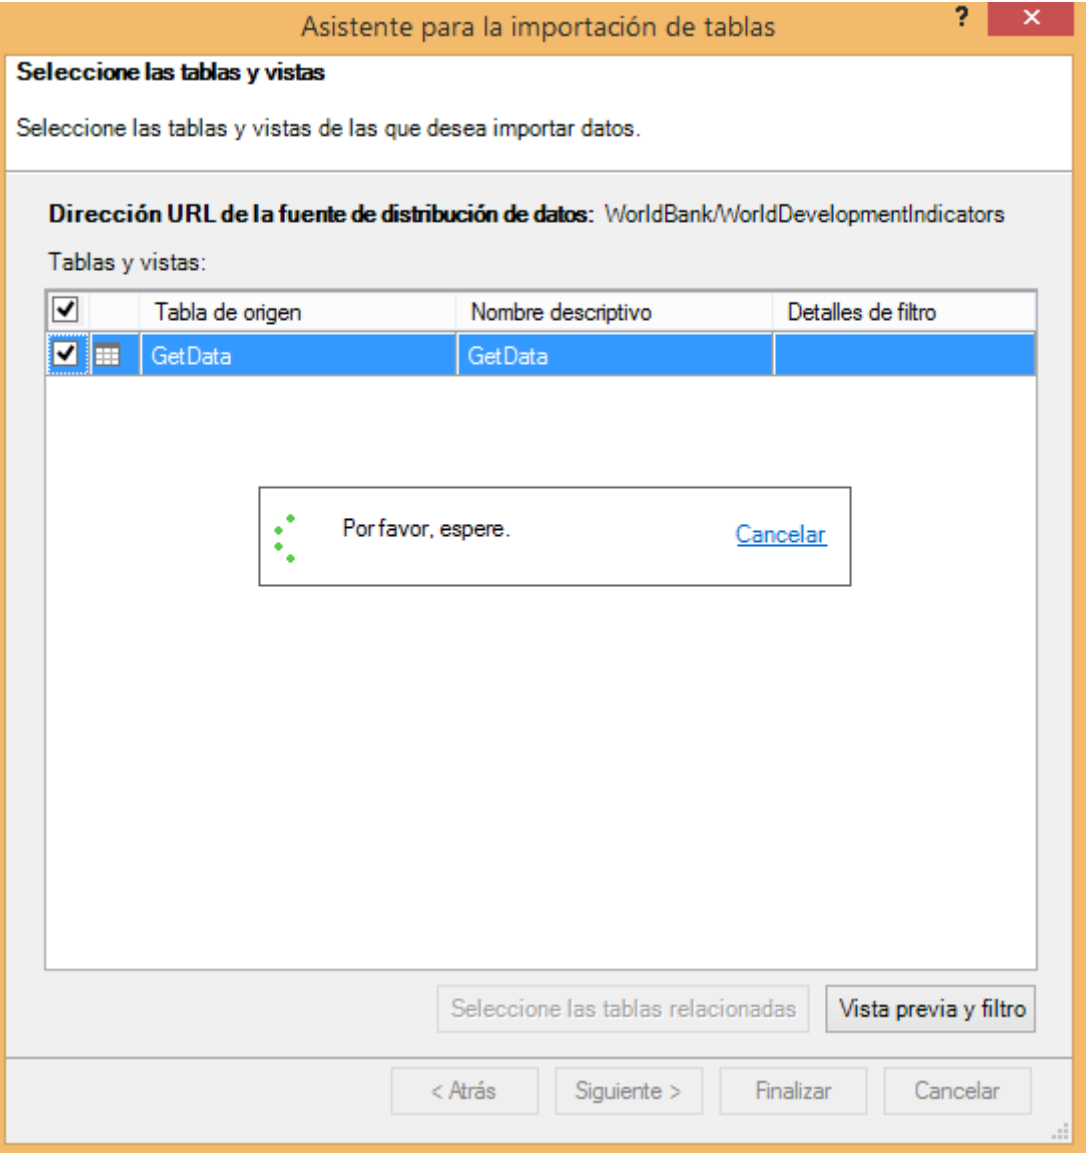 Asistente para la importación de tablas
?
Seleccione las tablas y vistas
Seleccione las tablas y vistas de las que desea importar datos.
Dirección URL de la fuente de distribución de datos: WorldBank/WorldDevelopmentIndicators
Tablas y vistas:
Tabla de origen Nombre descriptivo Detalles de filtro
GetData GetData
Por favor, espere. Cancelar
Seleccione las tablas relacionadas Vista previa y filtro
< Atrás Siguiente > Finalizar Cancelar